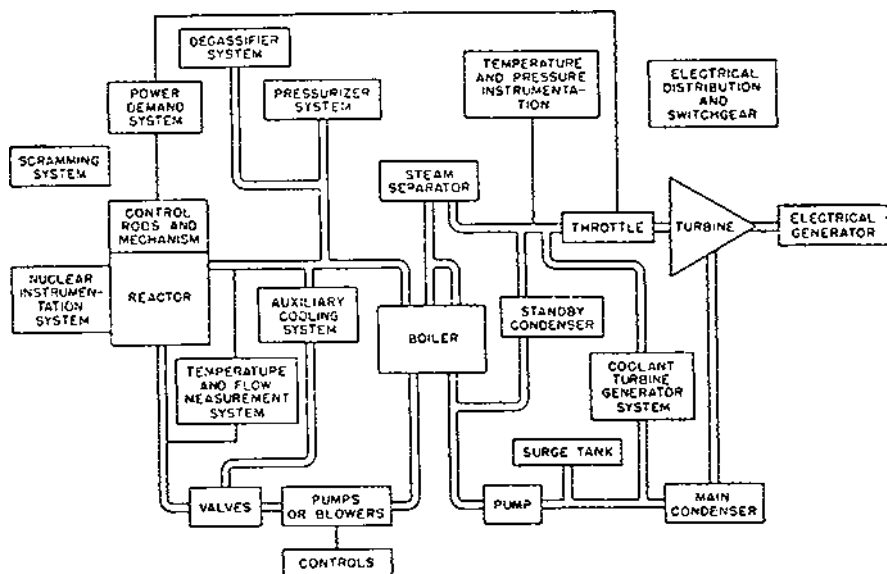 DEGASSIFIER
SYSTEM
POWER
DEMAND
SYSTEM
PRESSURIZER
SYSTEM
TEMPERATURE
AND PRESSURE
INSTRUMENTA-
TION
ELECTRICAL
DISTRIBUTION
AND
SWITCHGEAR
SCRAMMING
SYSTEM
STEAM
SEPARATOR
CONTROL
RODS AND
MECHANISM
THROTTLE
TURBINE
ELECTRICAL
GENERATOR
NUCLEAR
INSTRUMEN-
TATION
SYSTEM
REACTOR
AUXILIARY
COOLING
SYSTEM
BOILER
STANDBY
CONDENSER
TEMPERATURE
AND FLOW
MEASUREMENT
SYSTEM
COOLANT
TURBINE
GENERATOR
SYSTEM
SURGE TANK
VALVES
PUMPS
OR BLOWERS
PUMP
MAIN
CONDENSER
CONTROLS